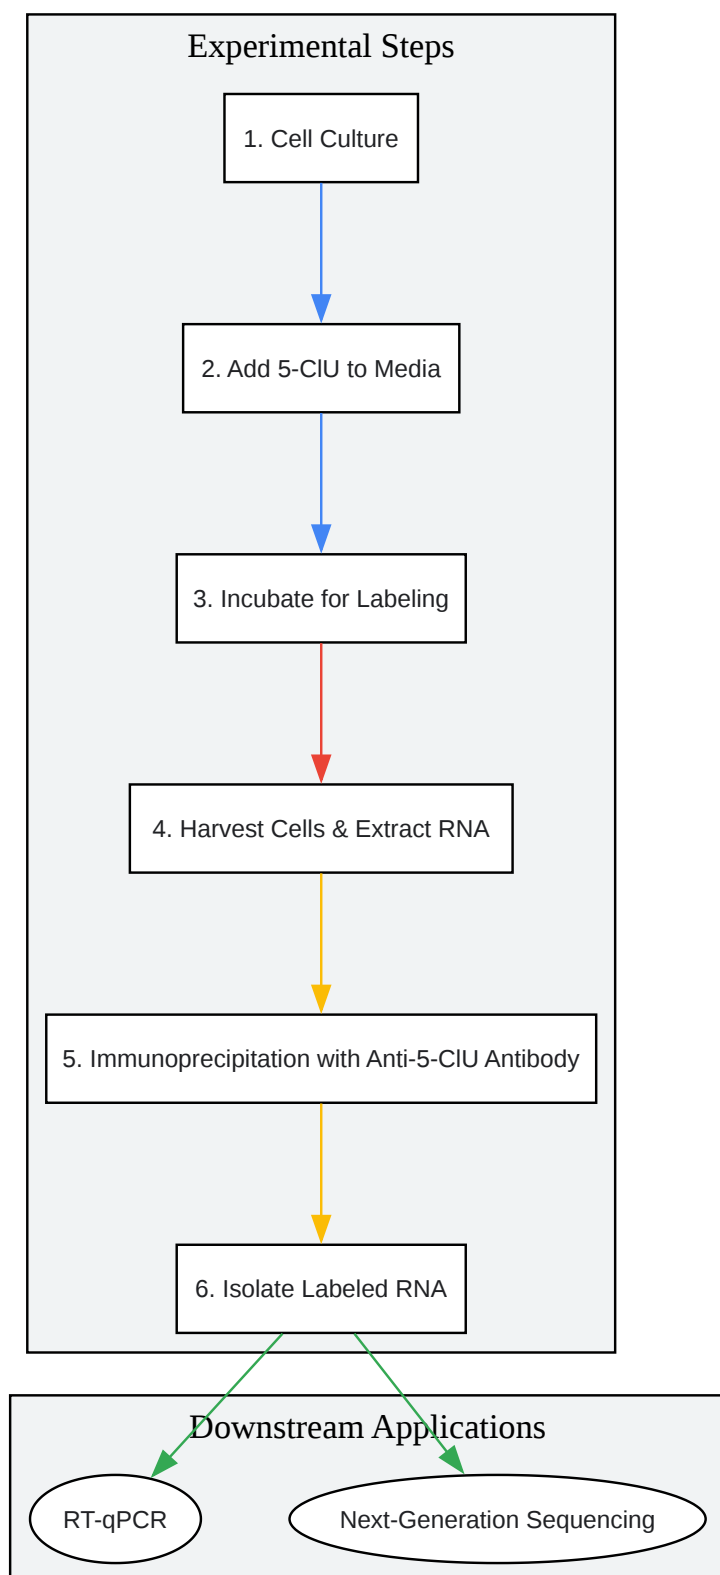 Experimental Steps
1. Cell Culture
2. Add 5-ClU to Media
3. Incubate for Labeling
4. Harvest Cells & Extract RNA
5. Immunoprecipitation with Anti-5-ClU Antibody
6. Isolate Labeled RNA
Downstream Applications
RT-qPCR
Next-Generation Sequencing